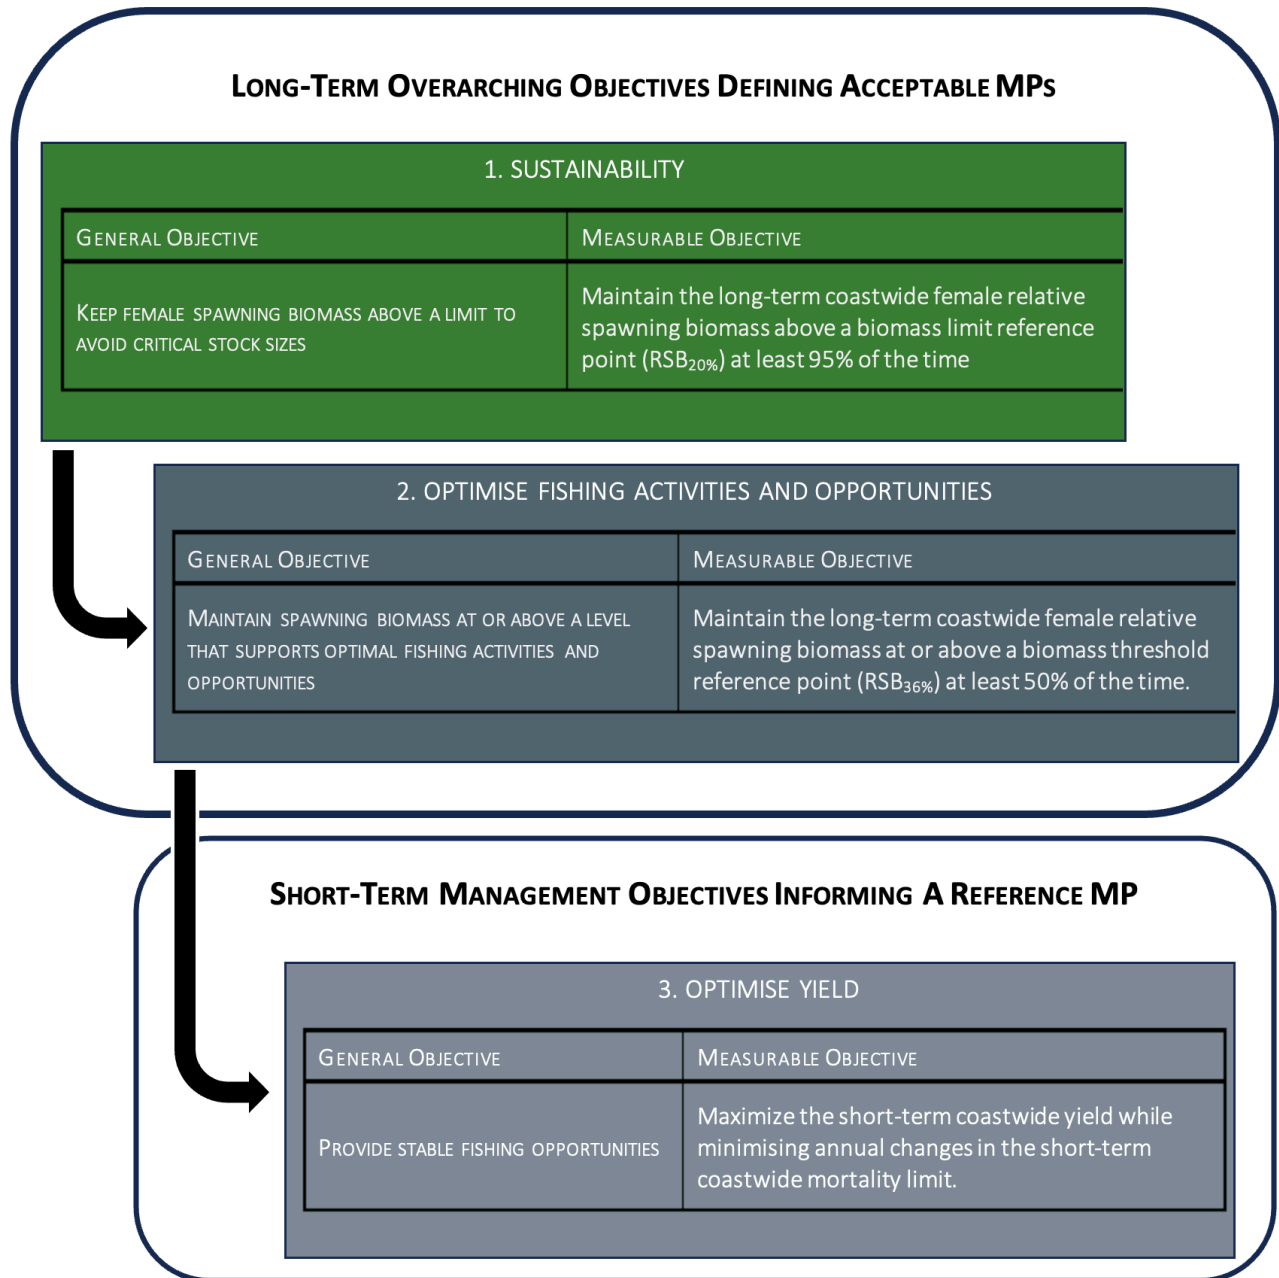 LONG-TERM OVERARCHING OBJECTIVES DEFINING ACCEPTABLE MPS
1. SUSTAINABILITY
GENERAL OBJECTIVE
MEASURABLE OBJECTIVE
KEEP FEMALE SPAWNING BIOMASS ABOVE A LIMIT TO
AVOID CRITICAL STOCK SIZES
Maintain the long-term coastwide female relative
spawning biomass above a biomass limit reference
point (RSB20%) at least 95% of the time
2. OPTIMISE FISHING ACTIVITIES AND OPPORTUNITIES
GENERAL OBJECTIVE
MEASURABLE OBJECTIVE
MAINTAIN SPAWNING BIOMASS AT OR ABOVE A LEVEL
THAT SUPPORTS OPTIMAL FISHING ACTIVITIES AND
OPPORTUNITIES
Maintain the long-term coastwide female relative
spawning biomass at or above a biomass threshold
reference point (RSB36%) at least 50% of the time.
SHORT-TERM MANAGEMENT OBJECTIVES INFORMING A REFERENCE MP
3. OPTIMISE YIELD
GENERAL OBJECTIVE
MEASURABLE OBJECTIVE
PROVIDE STABLE FISHING OPPORTUNITIES
Maximize the short-term coastwide yield while
minimising annual changes in the short-term
coastwide mortality limit.